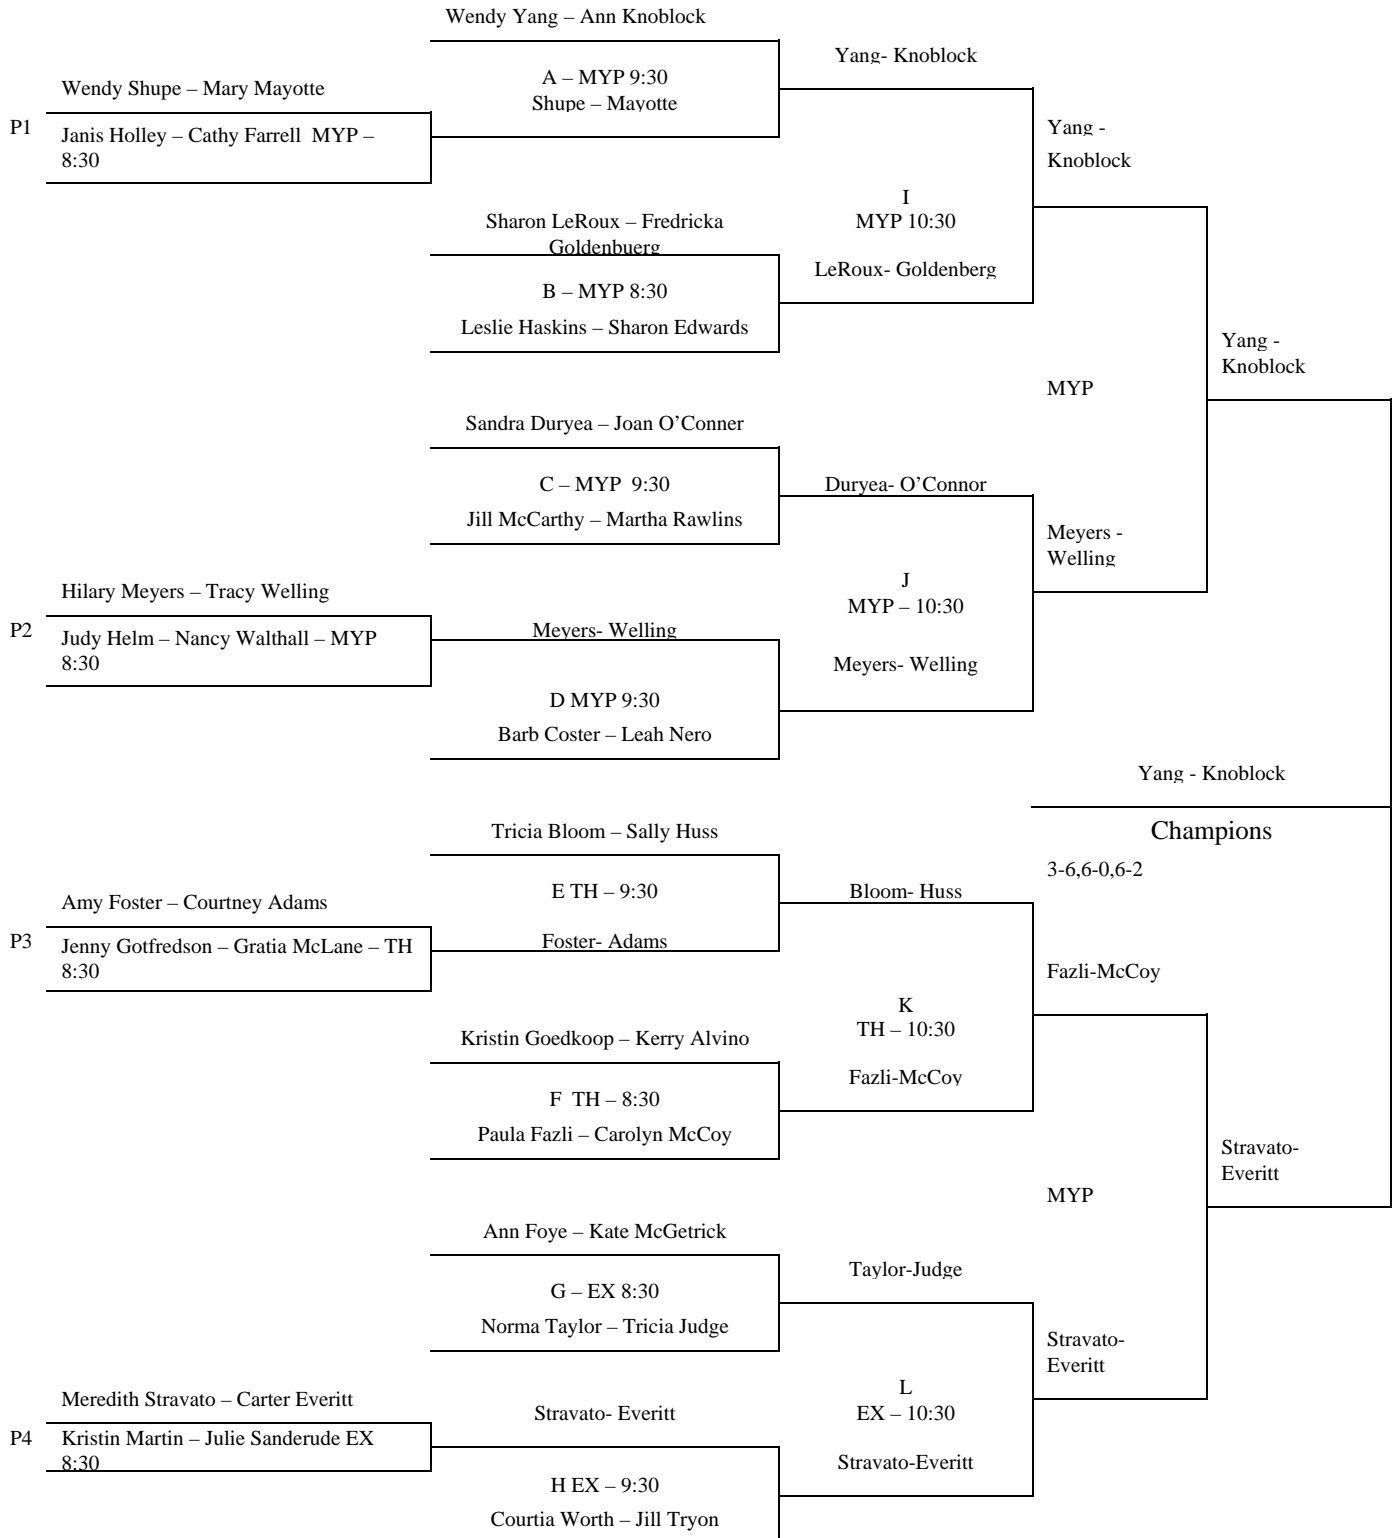 Wendy Yang – Ann Knoblock
Yang- Knoblock
A – MYP 9:30
Shupe – Mayotte
Wendy Shupe – Mary Mayotte
P1
Janis Holley – Cathy Farrell  MYP –
8:30
Yang -
Knoblock
I
MYP 10:30
Sharon LeRoux – Fredricka
Goldenbuerg
LeRoux- Goldenberg
B – MYP 8:30
Leslie Haskins – Sharon Edwards
Yang -
Knoblock
MYP
Sandra Duryea – Joan O’Conner
C – MYP  9:30
Duryea- O’Connor
Jill McCarthy – Martha Rawlins
Meyers -
Welling
J
MYP – 10:30
Hilary Meyers – Tracy Welling
P2
Judy Helm – Nancy Walthall – MYP
8:30
Meyers- Welling
Meyers- Welling
D MYP 9:30
Barb Coster – Leah Nero
Yang - Knoblock
Champions
3-6,6-0,6-2
Tricia Bloom – Sally Huss
E TH – 9:30
Bloom- Huss
Amy Foster – Courtney Adams
P3
Jenny Gotfredson – Gratia McLane – TH
8:30
Foster- Adams
Fazli-McCoy
K
TH – 10:30
Kristin Goedkoop – Kerry Alvino
Fazli-McCoy
F  TH – 8:30
Paula Fazli – Carolyn McCoy
Stravato-
Everitt
MYP
Ann Foye – Kate McGetrick
Taylor-Judge
G – EX 8:30
Norma Taylor – Tricia Judge
Stravato-
Everitt
L
EX – 10:30
Meredith Stravato – Carter Everitt
Stravato- Everitt
P4
Kristin Martin – Julie Sanderude EX
8:30
Stravato-Everitt
H EX – 9:30
Courtia Worth – Jill Tryon